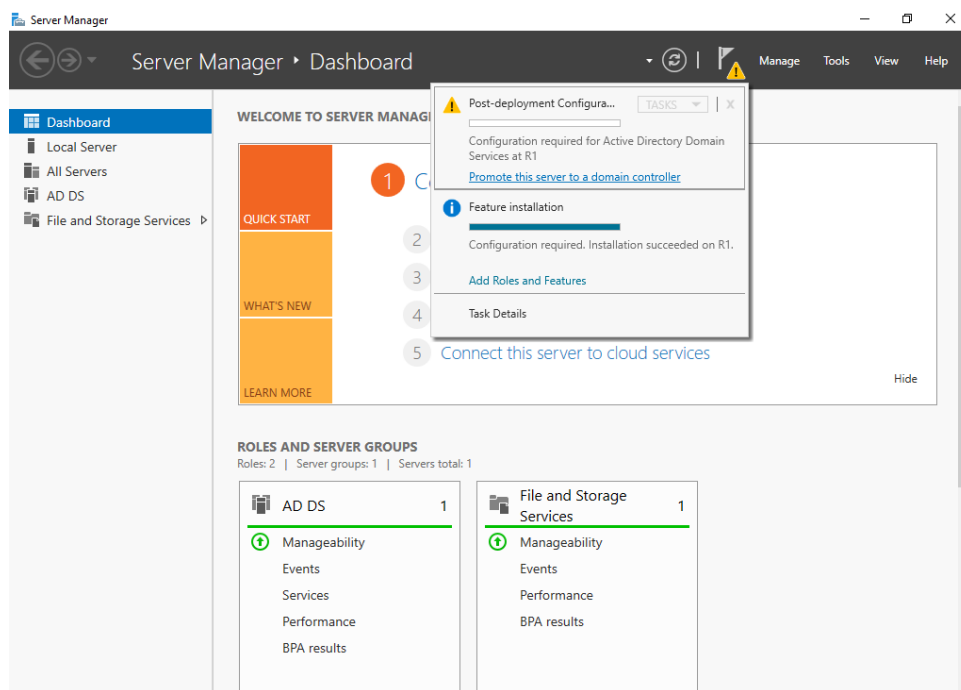 Server Manager
Server Manager ‣ Dashboard
Manage Tools View Help
Dashboard
Local Server
All Servers
AD DS
File and Storage Services
WELCOME TO SERVER MANAG
QUICK START
WHAT'S NEW
LEARN MORE
1
2
3
4
5 Connect this server to cloud services
Hide
Post-deployment Configura... TASKS X
Configuration required for Active Directory Domain
Services at R1
Promote this server to a domain controller
Feature installation
Configuration required. Installation succeeded on R1.
Add Roles and Features
Task Details
ROLES AND SERVER GROUPS
Roles: 2 | Server groups: 1 | Servers total: 1
AD DS 1
Manageability
Events
Services
Performance
BPA results
File and Storage
Services 1
Manageability
Events
Performance
BPA results